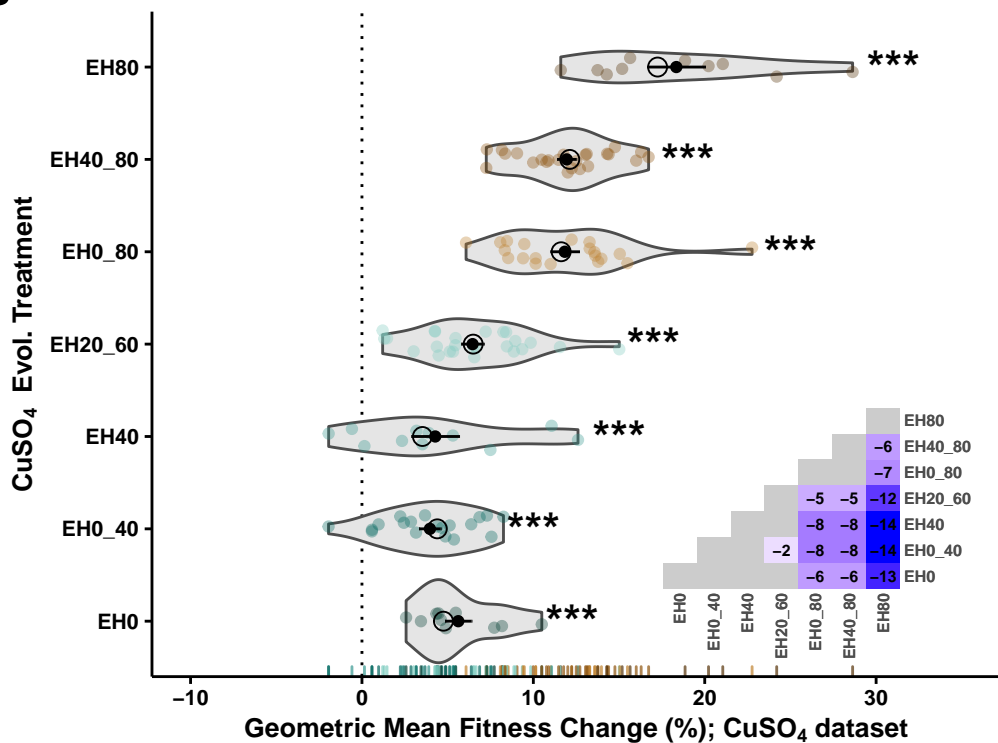 EH80
***
EH40_80
***
EH0_80
***
EH20_60
***
EH40
***
EH0_40
***
EH0
***
CuSO₄ Evol. Treatment
−10 0 10 20 30
Geometric Mean Fitness Change (%); CuSO₄ dataset
EH80
−6 EH40_80
−7 EH0_80
−5 −5 −12 EH20_60
−8 −8 −14 EH40
−2 −8 −8 −14 EH0_40
−6 −6 −13 EH0
EH0 EH0_40 EH40 EH20_60 EH0_80 EH40_80 EH80